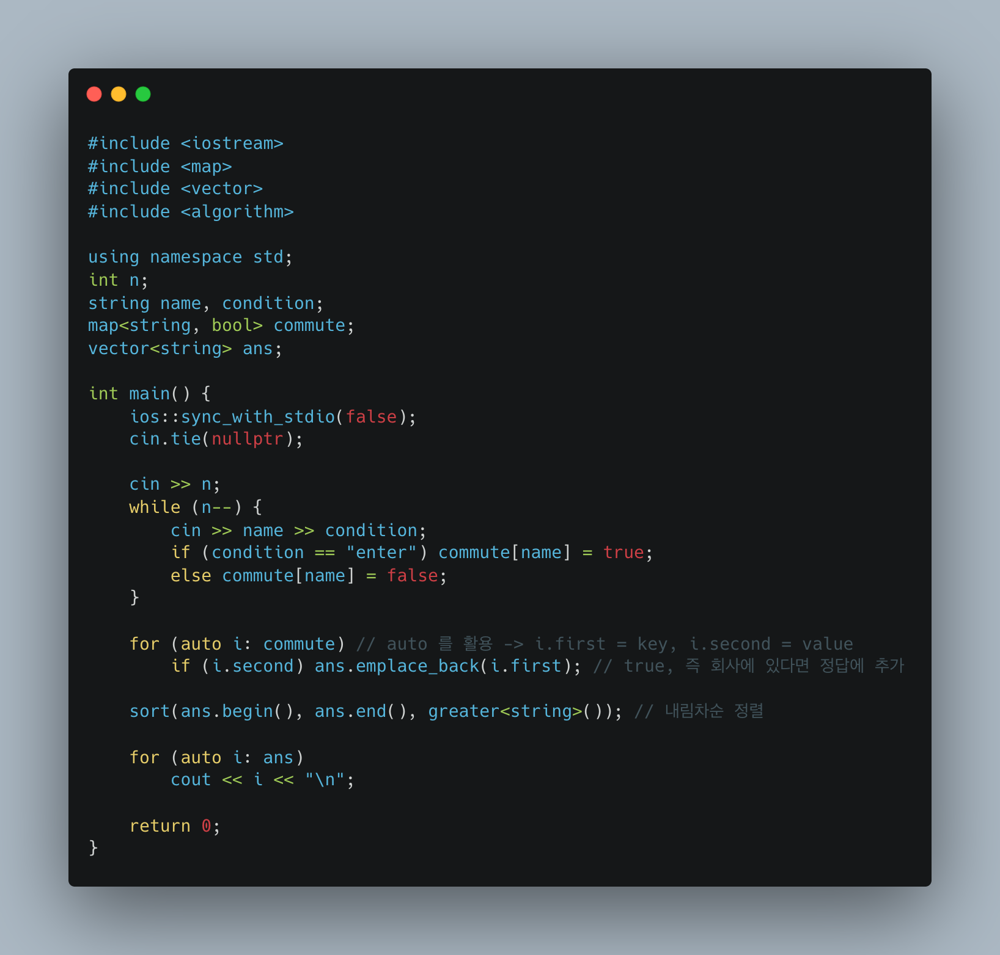 #include <iostream>
#include <map>
#include <vector>
#include <algorithm>

using namespace std;
int n;
string name, condition;
map<string, bool> commute;
vector<string> ans;

int main() {
    ios::sync_with_stdio(false);
    cin.tie(nullptr);

    cin >> n;
    while (n--) {
        cin >> name >> condition;
        if (condition == "enter") commute[name] = true;
        else commute[name] = false;
    }

    for (auto i: commute) // auto 를 활용 -> i.first = key, i.second = value
        if (i.second) ans.emplace_back(i.first); // true, 즉 회사에 있다면 정답에 추가

    sort(ans.begin(), ans.end(), greater<string>()); // 내림차순 정렬

    for (auto i: ans)
        cout << i << "\n";

    return 0;
}